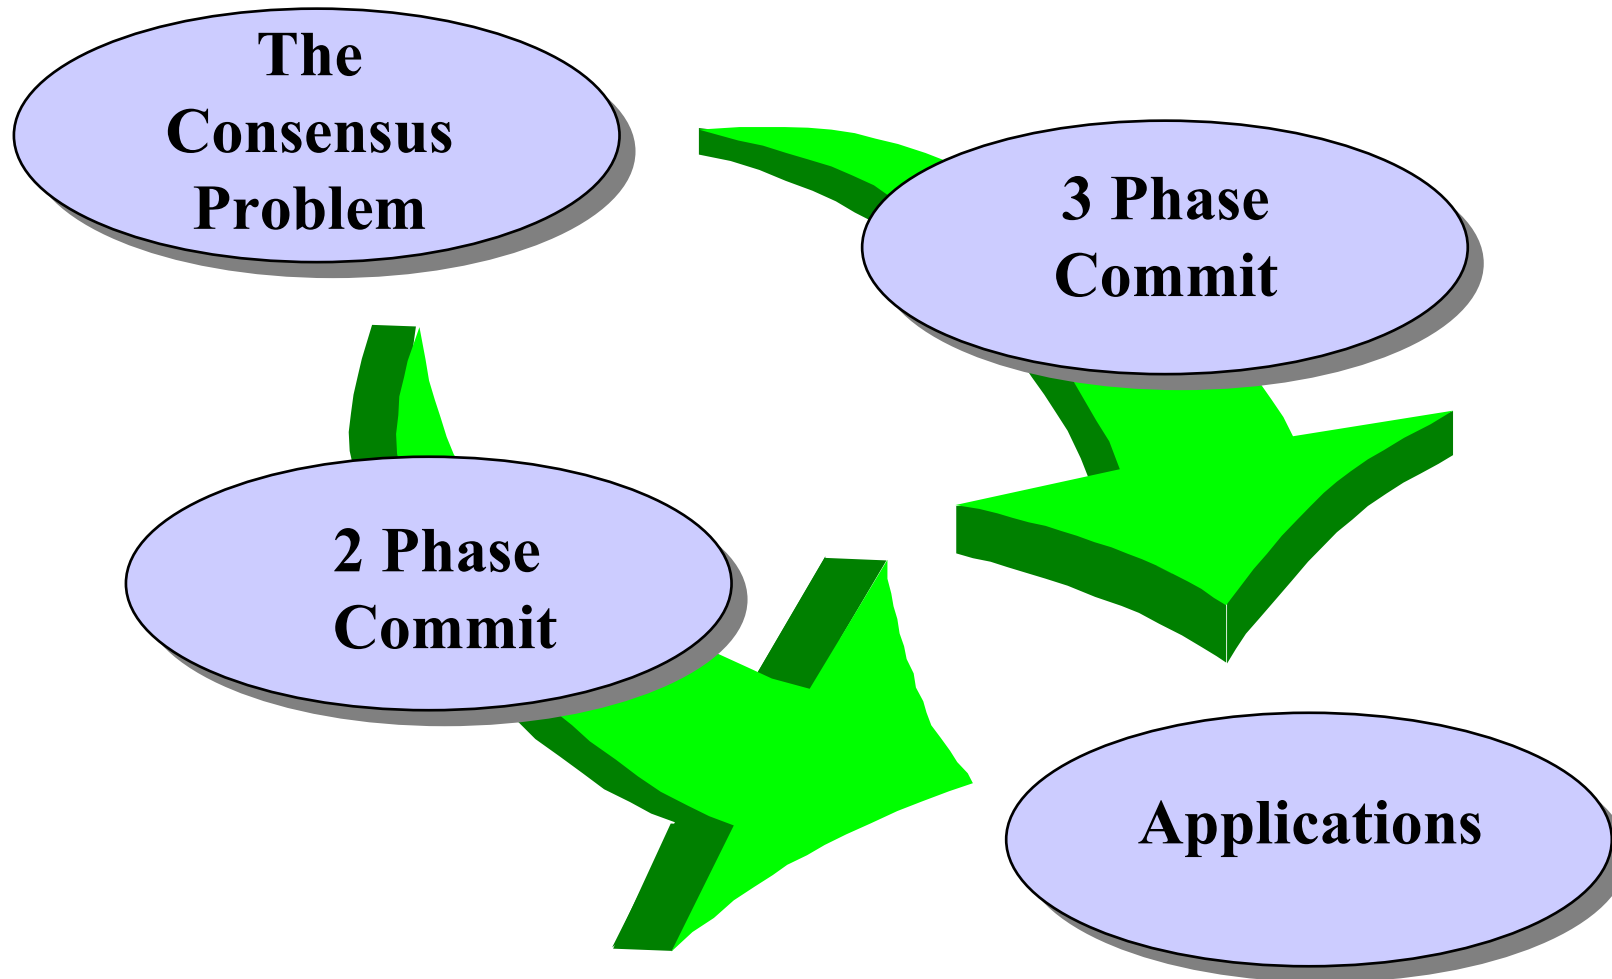 The
Consensus
Problem
3 Phase
Commit
2 Phase
Commit
Applications